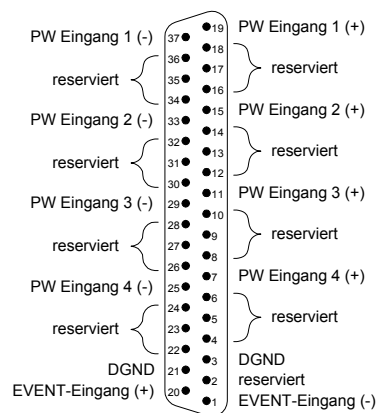 19 PW Eingang 1 (+)
PW Eingang 1 (-) 37
18
36
17 reserviert
reserviert 35
16
34
15 PW Eingang 2 (+)
PW Eingang 2 (-) 33
14
32
13 reserviert
reserviert 31
12
30
11 PW Eingang 3 (+)
PW Eingang 3 (-) 29
10
28
9 reserviert
reserviert 27
8
26
7 PW Eingang 4 (+)
PW Eingang 4 (-) 25
6
24
5 reserviert
reserviert 23
4
22
3 DGND
DGND 21
2 reserviert
EVENT-Eingang (+) 20
1 EVENT-Eingang (-)